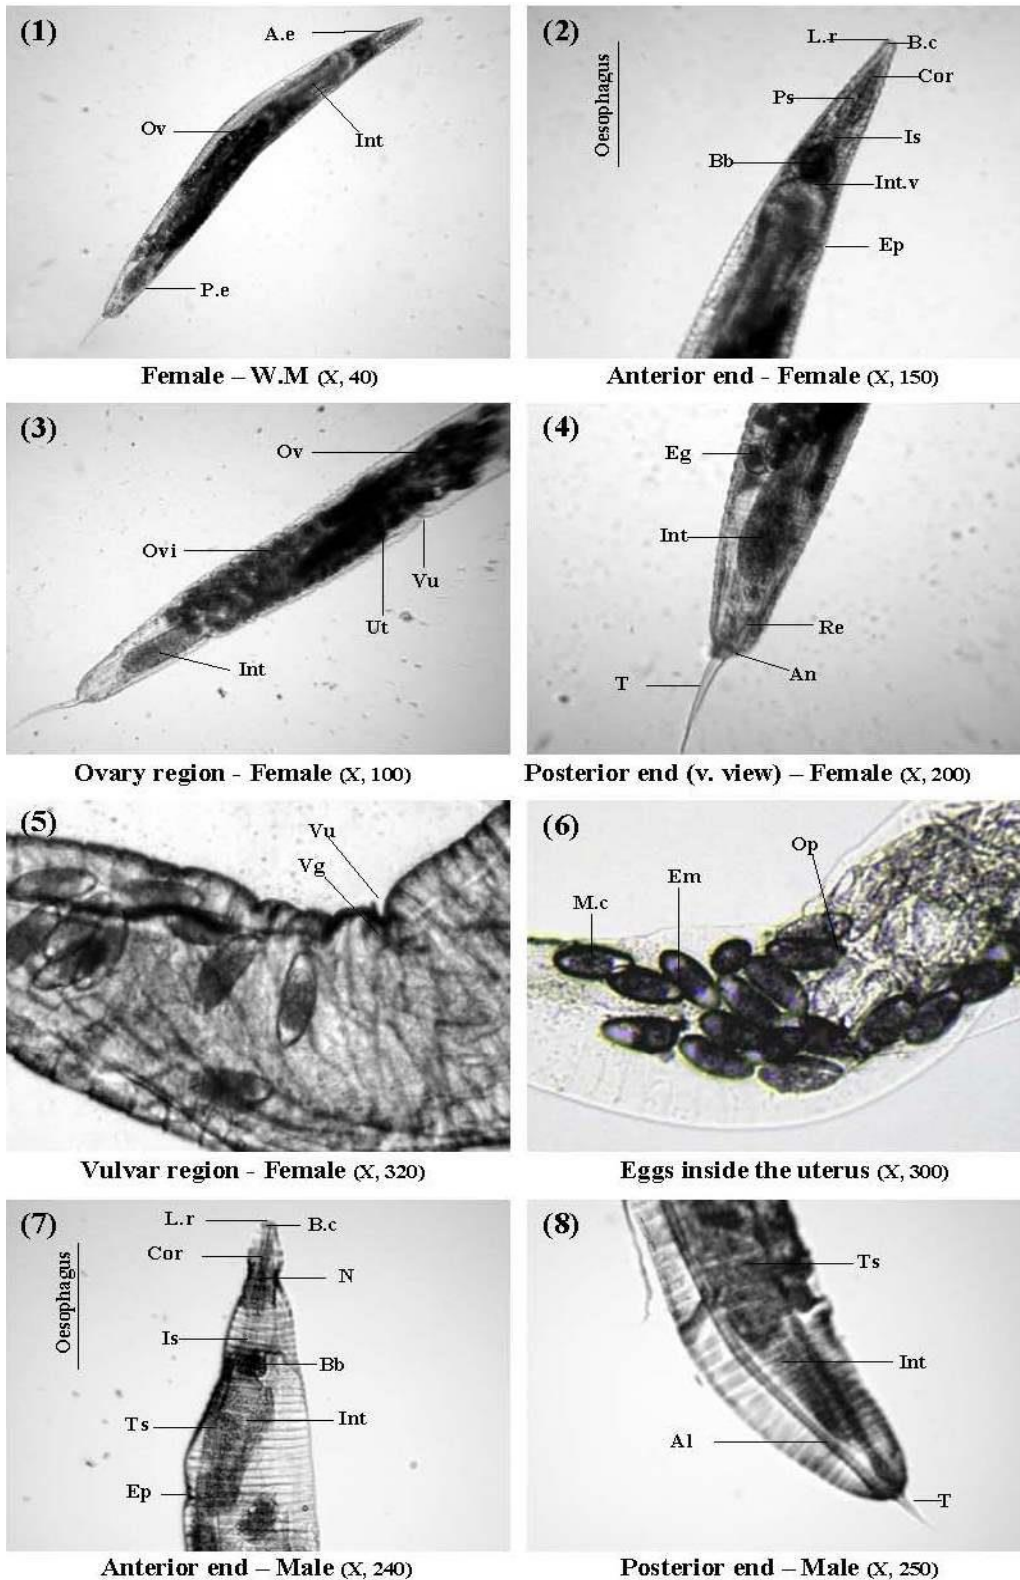 (1)
A.e
Ov
Int
P.e
Female – W.M (X, 40)
(2)
L.r
B.c
Cor
Ps
Is
Bb
Int.v
Ep
Oesophagus
Anterior end - Female (X, 150)
(3)
Ov
Ovi
Vu
Ut
Int
Ovary region - Female (X, 100)
(4)
Eg
Int
Re
An
T
Posterior end (v. view) – Female (X, 200)
(5)
Vu
Vg
Vulvar region - Female (X, 320)
(6)
Op
Em
M.c
Eggs inside the uterus (X, 300)
(7)
L.r
B.c
Cor
N
Is
Bb
Ts
Int
Ep
Oesophagus
Anterior end – Male (X, 240)
(8)
Ts
Int
Al
T
Posterior end – Male (X, 250)